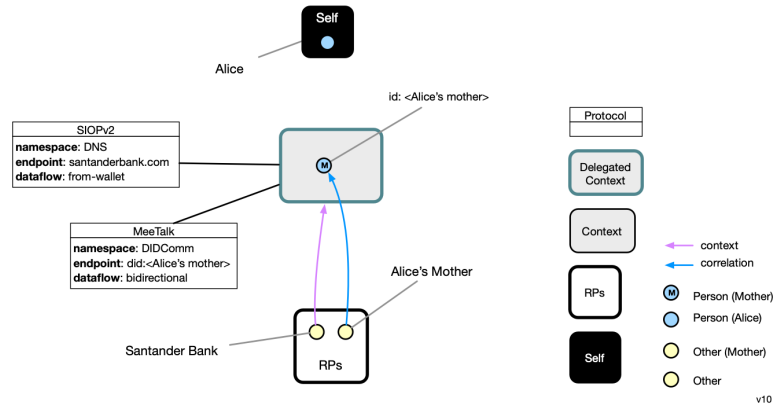 Self
Alice
id: <Alice's mother>
SIOPv2
namespace: DNS
endpoint: santanderbank.com
dataflow: from-wallet
M
MeeTalk
namespace: DIDComm
endpoint: did:<Alice's mother>
dataflow: bidirectional
Alice's Mother
Santander Bank
RPs
Protocol
Delegated
Context
Context
context
correlation
RPs
M
Person (Mother)
Person (Alice)
Self
Other (Mother)
Other
v10